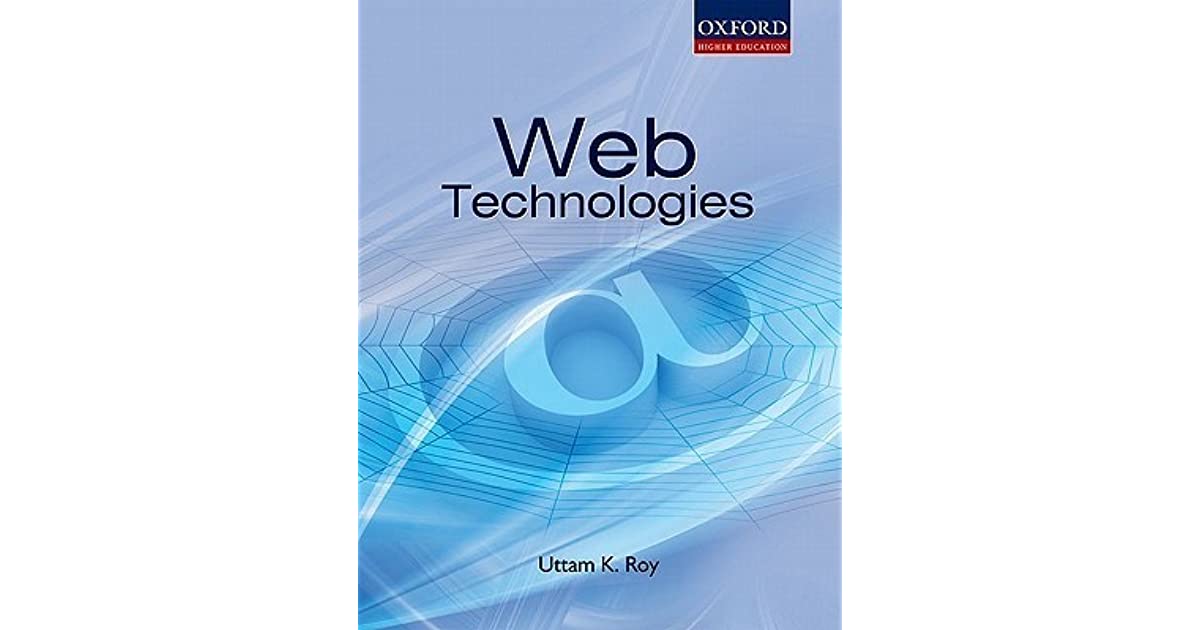 OXFORD
HIGHER EDUCATION
Web
Technologies
Uttam K. Roy